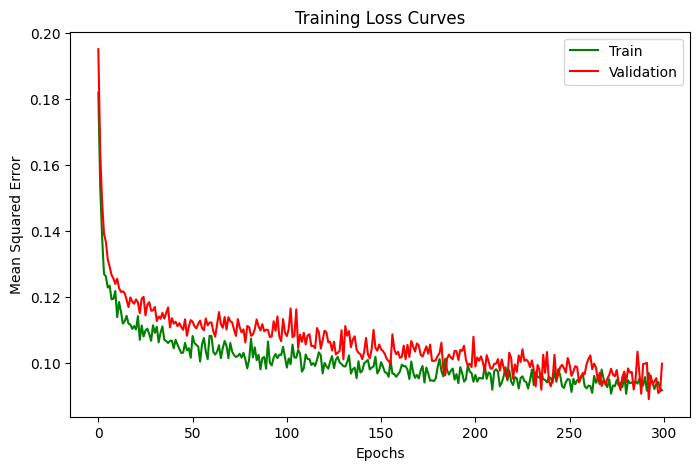 Training Loss Curves
Train
Validation
Mean Squared Error
0.20
0.18
0.16
0.14
0.12
0.10
0
50
100
150
200
250
300
Epochs